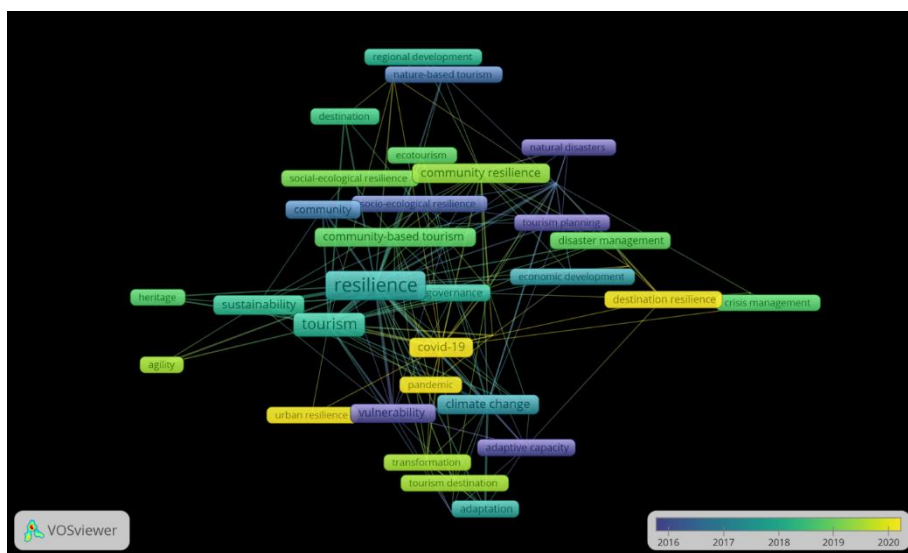 regional development
nature-based tourism
destination
natural disasters
ecotourism
community resilience
social-ecological resilience
socio-ecological resilience
community
tourism planning
community-based tourism
disaster management
economic development
resilience
governance
heritage
sustainability
destination resilience
crisis management
tourism
covid-19
agility
pandemic
climate change
urban resilience
vulnerability
adaptive capacity
transformation
tourism destination
adaptation
VOSviewer
2016 2017 2018 2019 2020